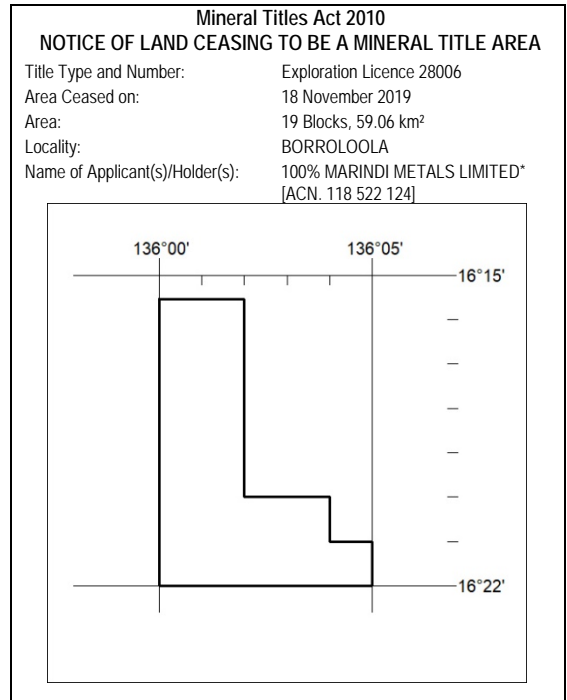 Mineral Titles Act 2010
NOTICE OF LAND CEASING TO BE A MINERAL TITLE AREA
Title Type and Number: Exploration Licence 28006
Area Ceased on: 18 November 2019
Area: 19 Blocks, 59.06 km²
Locality: BORROLOOLA
Name of Applicant(s)/Holder(s): 100% MARINDI METALS LIMITED*
[ACN. 118 522 124]
136°00' 136°05'
16°15'
16°22'